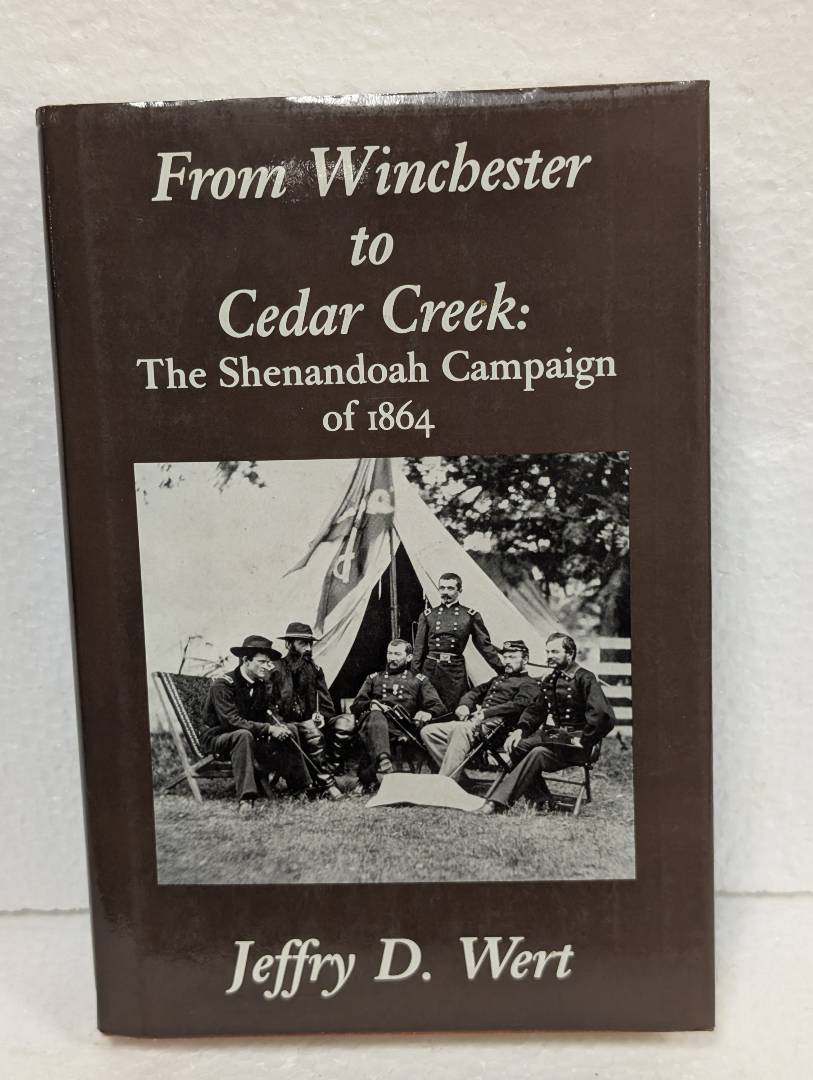 From Winchester
to
Cedar Creek:
The Shenandoah Campaign
of 1864
Jeffry D. Wert